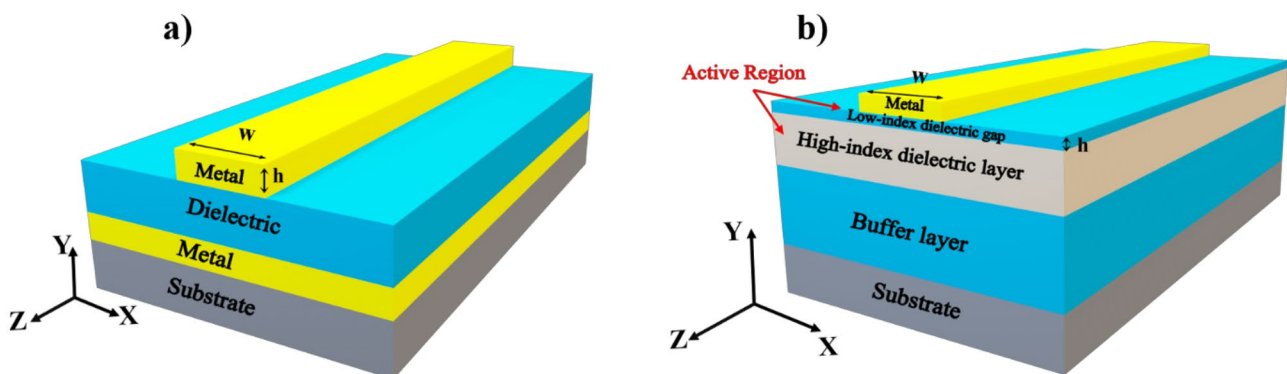 a)
W
Metal
h
Dielectric
Metal
Substrate
Y
Z
X
b)
Active Region
W
Metal
Low-index dielectric gap
h
High-index dielectric layer
Buffer layer
Substrate
Y
Z
X